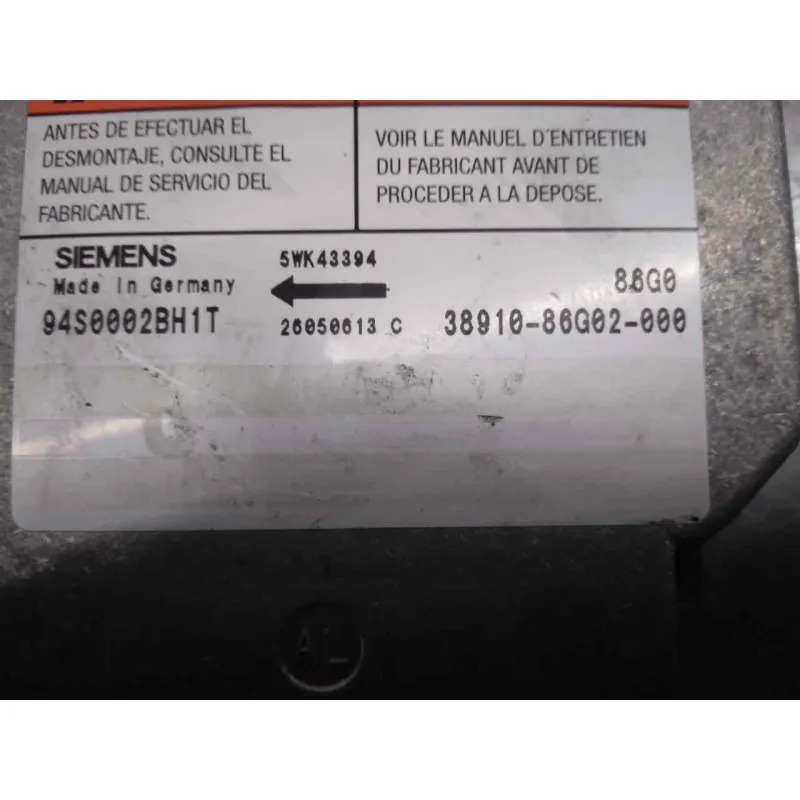 ANTES DE EFECTUAR EL
DESMONTAJE, CONSULTE EL
MANUAL DE SERVICIO DEL
FABRICANTE.
VOIR LE MANUEL D'ENTRETIEN
DU FABRICANT AVANT DE
PROCEDER A LA DEPOSE.
SIEMENS 5WK43394
Made in Germany 86G0
94S0002BH1T 26050613 C 38910-86G02-000
AL